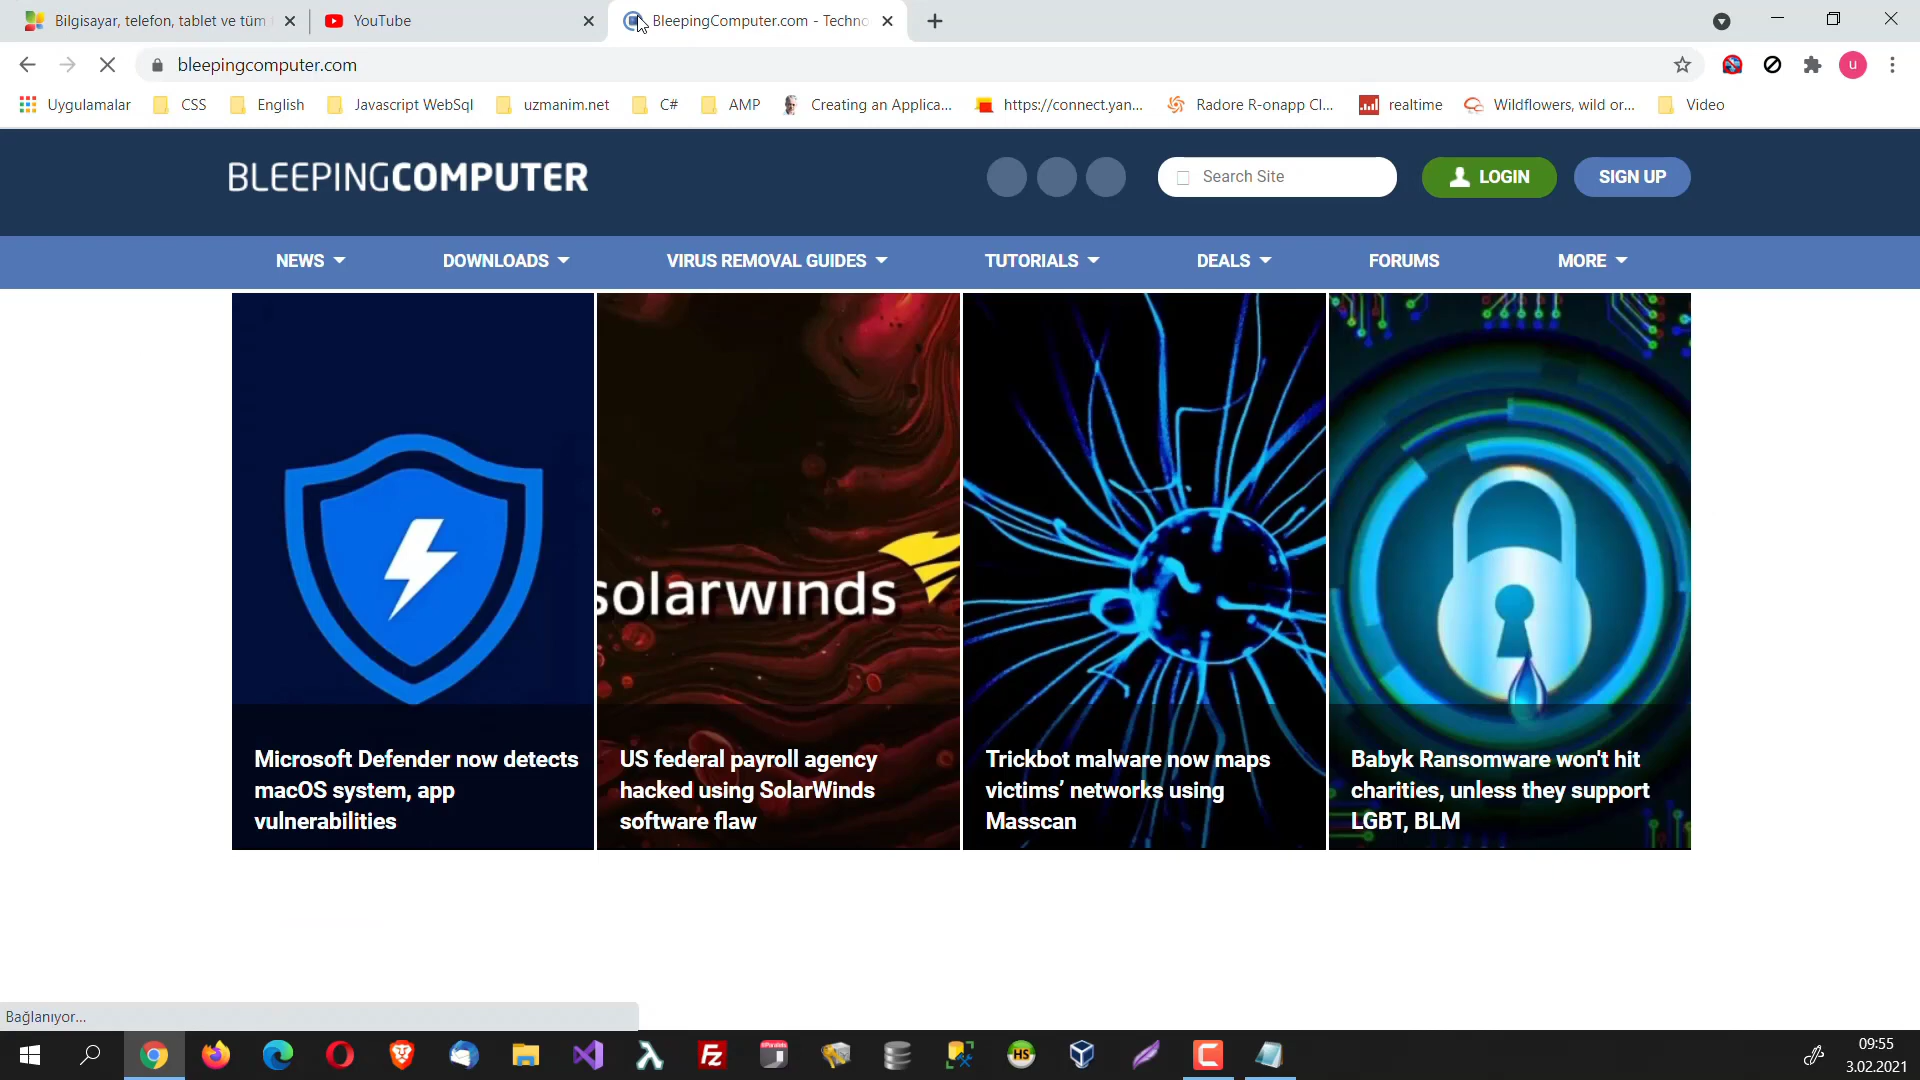 Bilgisayar, telefon, tablet ve tüm
YouTube
BleepingComputer.com - Techno
bleepingcomputer.com
u
Uygulamalar
CSS
English
Javascript WebSql
uzmanim.net
C#
AMP
Creating an Applica...
https://connect.yan...
Radore R-onapp Cl...
realtime
Wildflowers, wild or...
Video
BLEEPINGCOMPUTER
Search Site
LOGIN
SIGN UP
NEWS
DOWNLOADS
VIRUS REMOVAL GUIDES
TUTORIALS
DEALS
FORUMS
MORE
solarwinds
Microsoft Defender now detects
macOS system, app
vulnerabilities
US federal payroll agency
hacked using SolarWinds
software flaw
Trickbot malware now maps
victims’ networks using
Masscan
Babyk Ransomware won't hit
charities, unless they support
LGBT, BLM
Bağlanıyor...
Fz
HS
09:55
3.02.2021